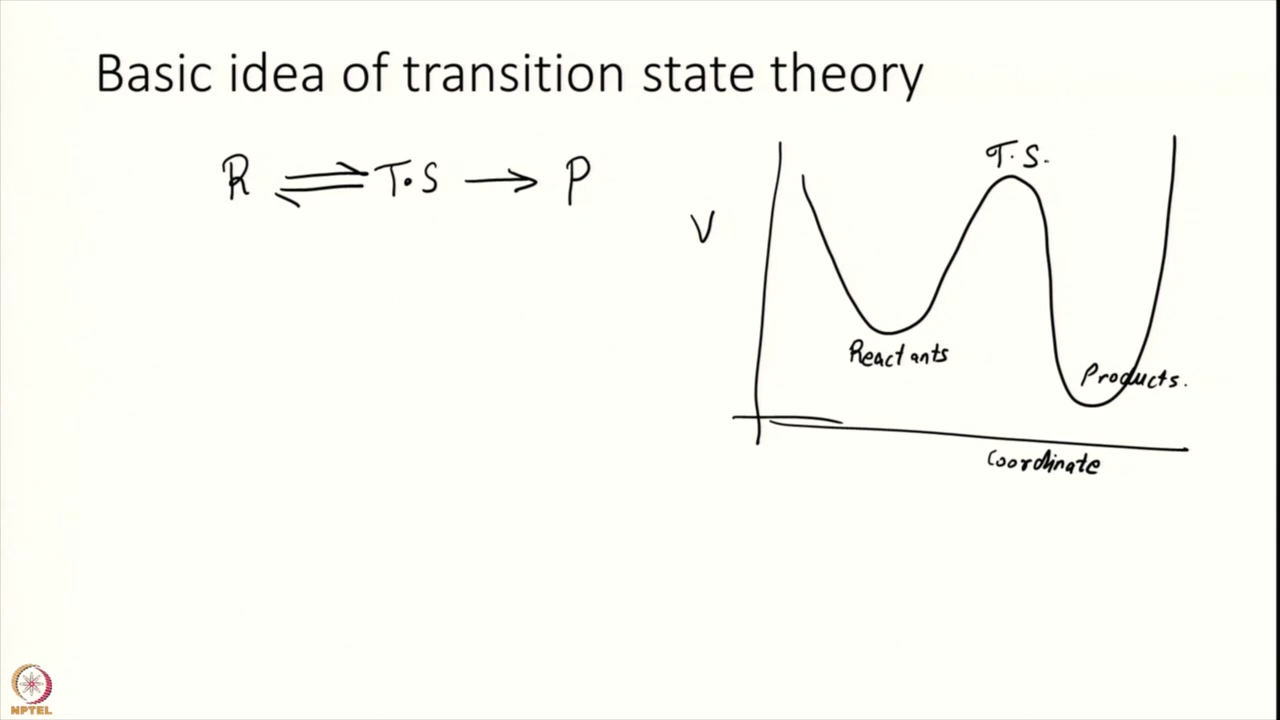 Basic idea of transition state theory
R ⇌ T.S → P
T.S.
V
Reactants
Products.
Coordinate
NPTEL